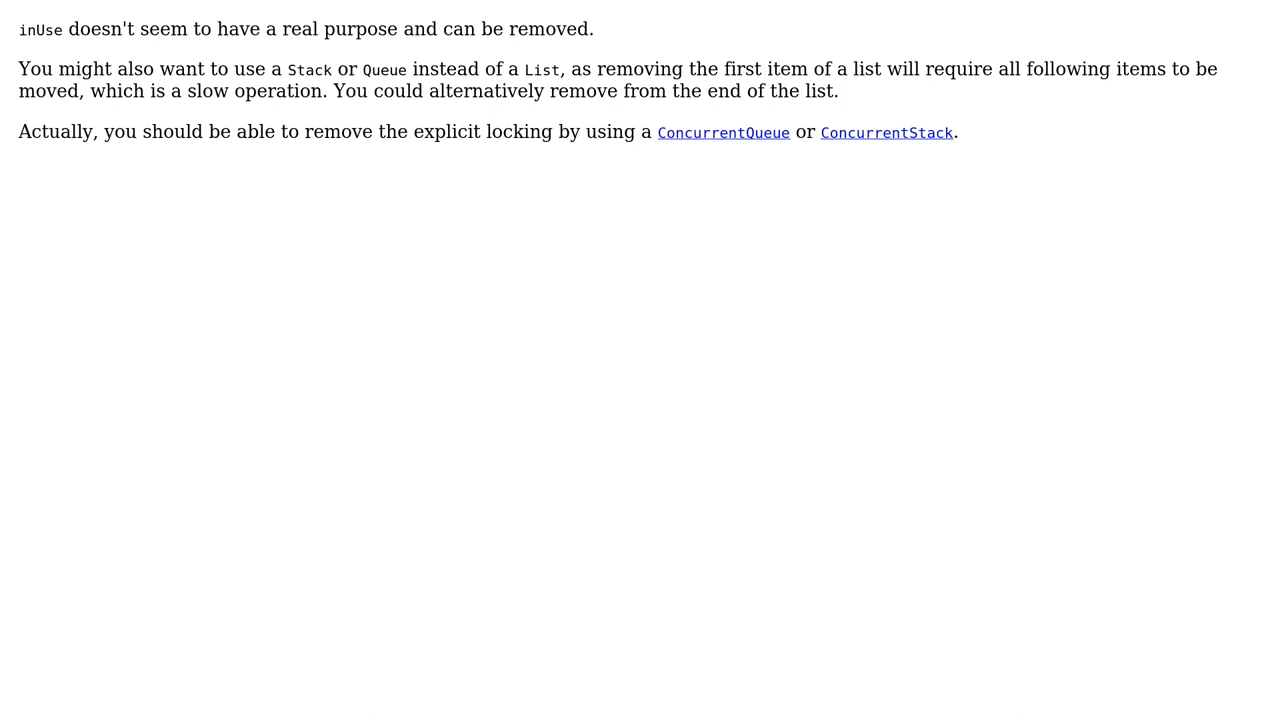 inUse doesn't seem to have a real purpose and can be removed.
You might also want to use a Stack or Queue instead of a List, as removing the first item of a list will require all following items to be
moved, which is a slow operation. You could alternatively remove from the end of the list.
Actually, you should be able to remove the explicit locking by using a ConcurrentQueue or ConcurrentStack.